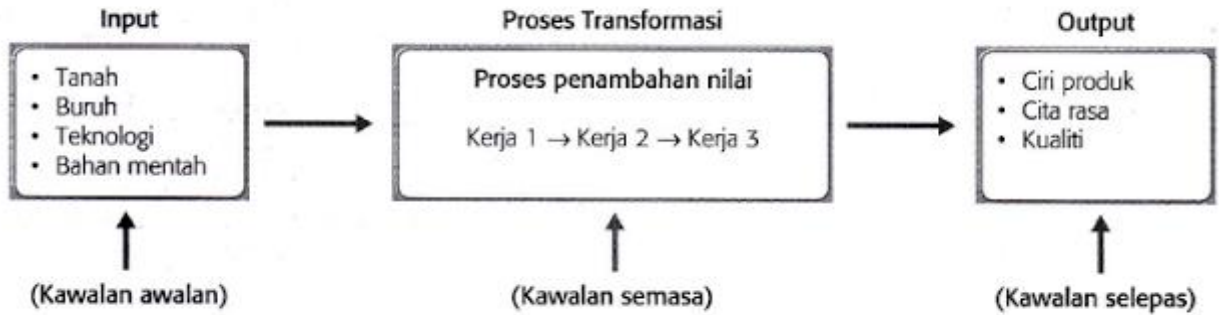 Input
• Tanah
• Buruh
• Teknologi
• Bahan mentah
(Kawalan awalan)
Proses Transformasi
Proses penambahan nilai
Kerja 1 → Kerja 2 → Kerja 3
(Kawalan semasa)
Output
• Ciri produk
• Cita rasa
• Kualiti
(Kawalan selepas)